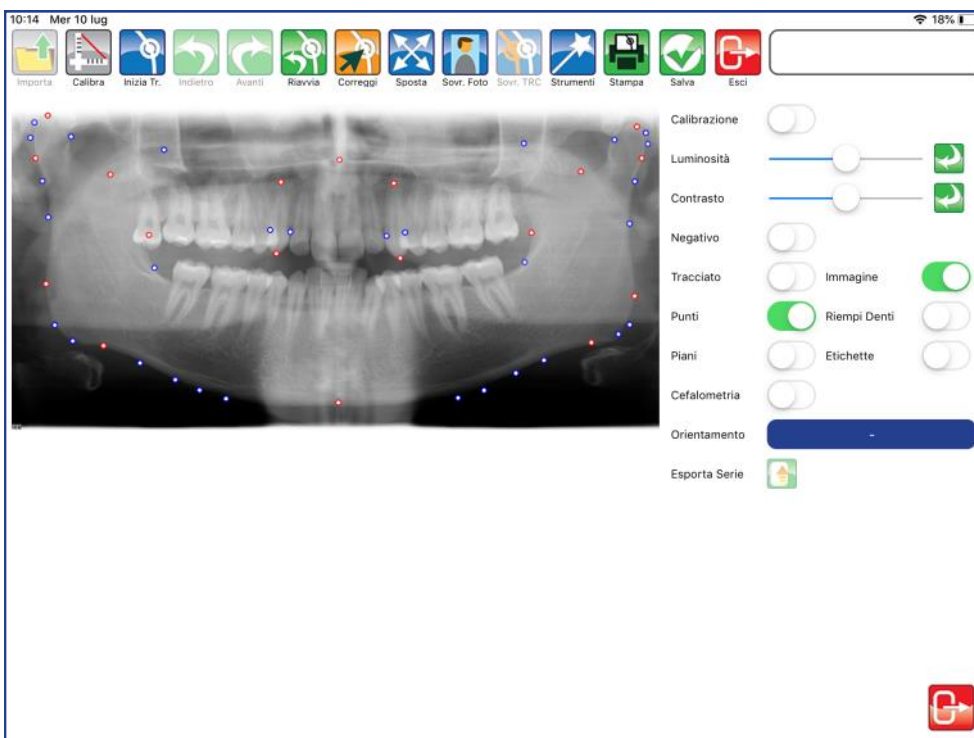 10:14 Mer 10 lug 18%
Importa Calibra Inizia Tr. Indietro Avanti Riavvia Correggi Sposta Sovr. Foto Sovr. TRC Strumenti Stampa Salva Esci
Calibrazione
Luminosità
Contrasto
Negativo
Tracciato Immagine
Punti Riempi Denti
Piani Etichette
Cefalometria
Orientamento -
Esporta Serie